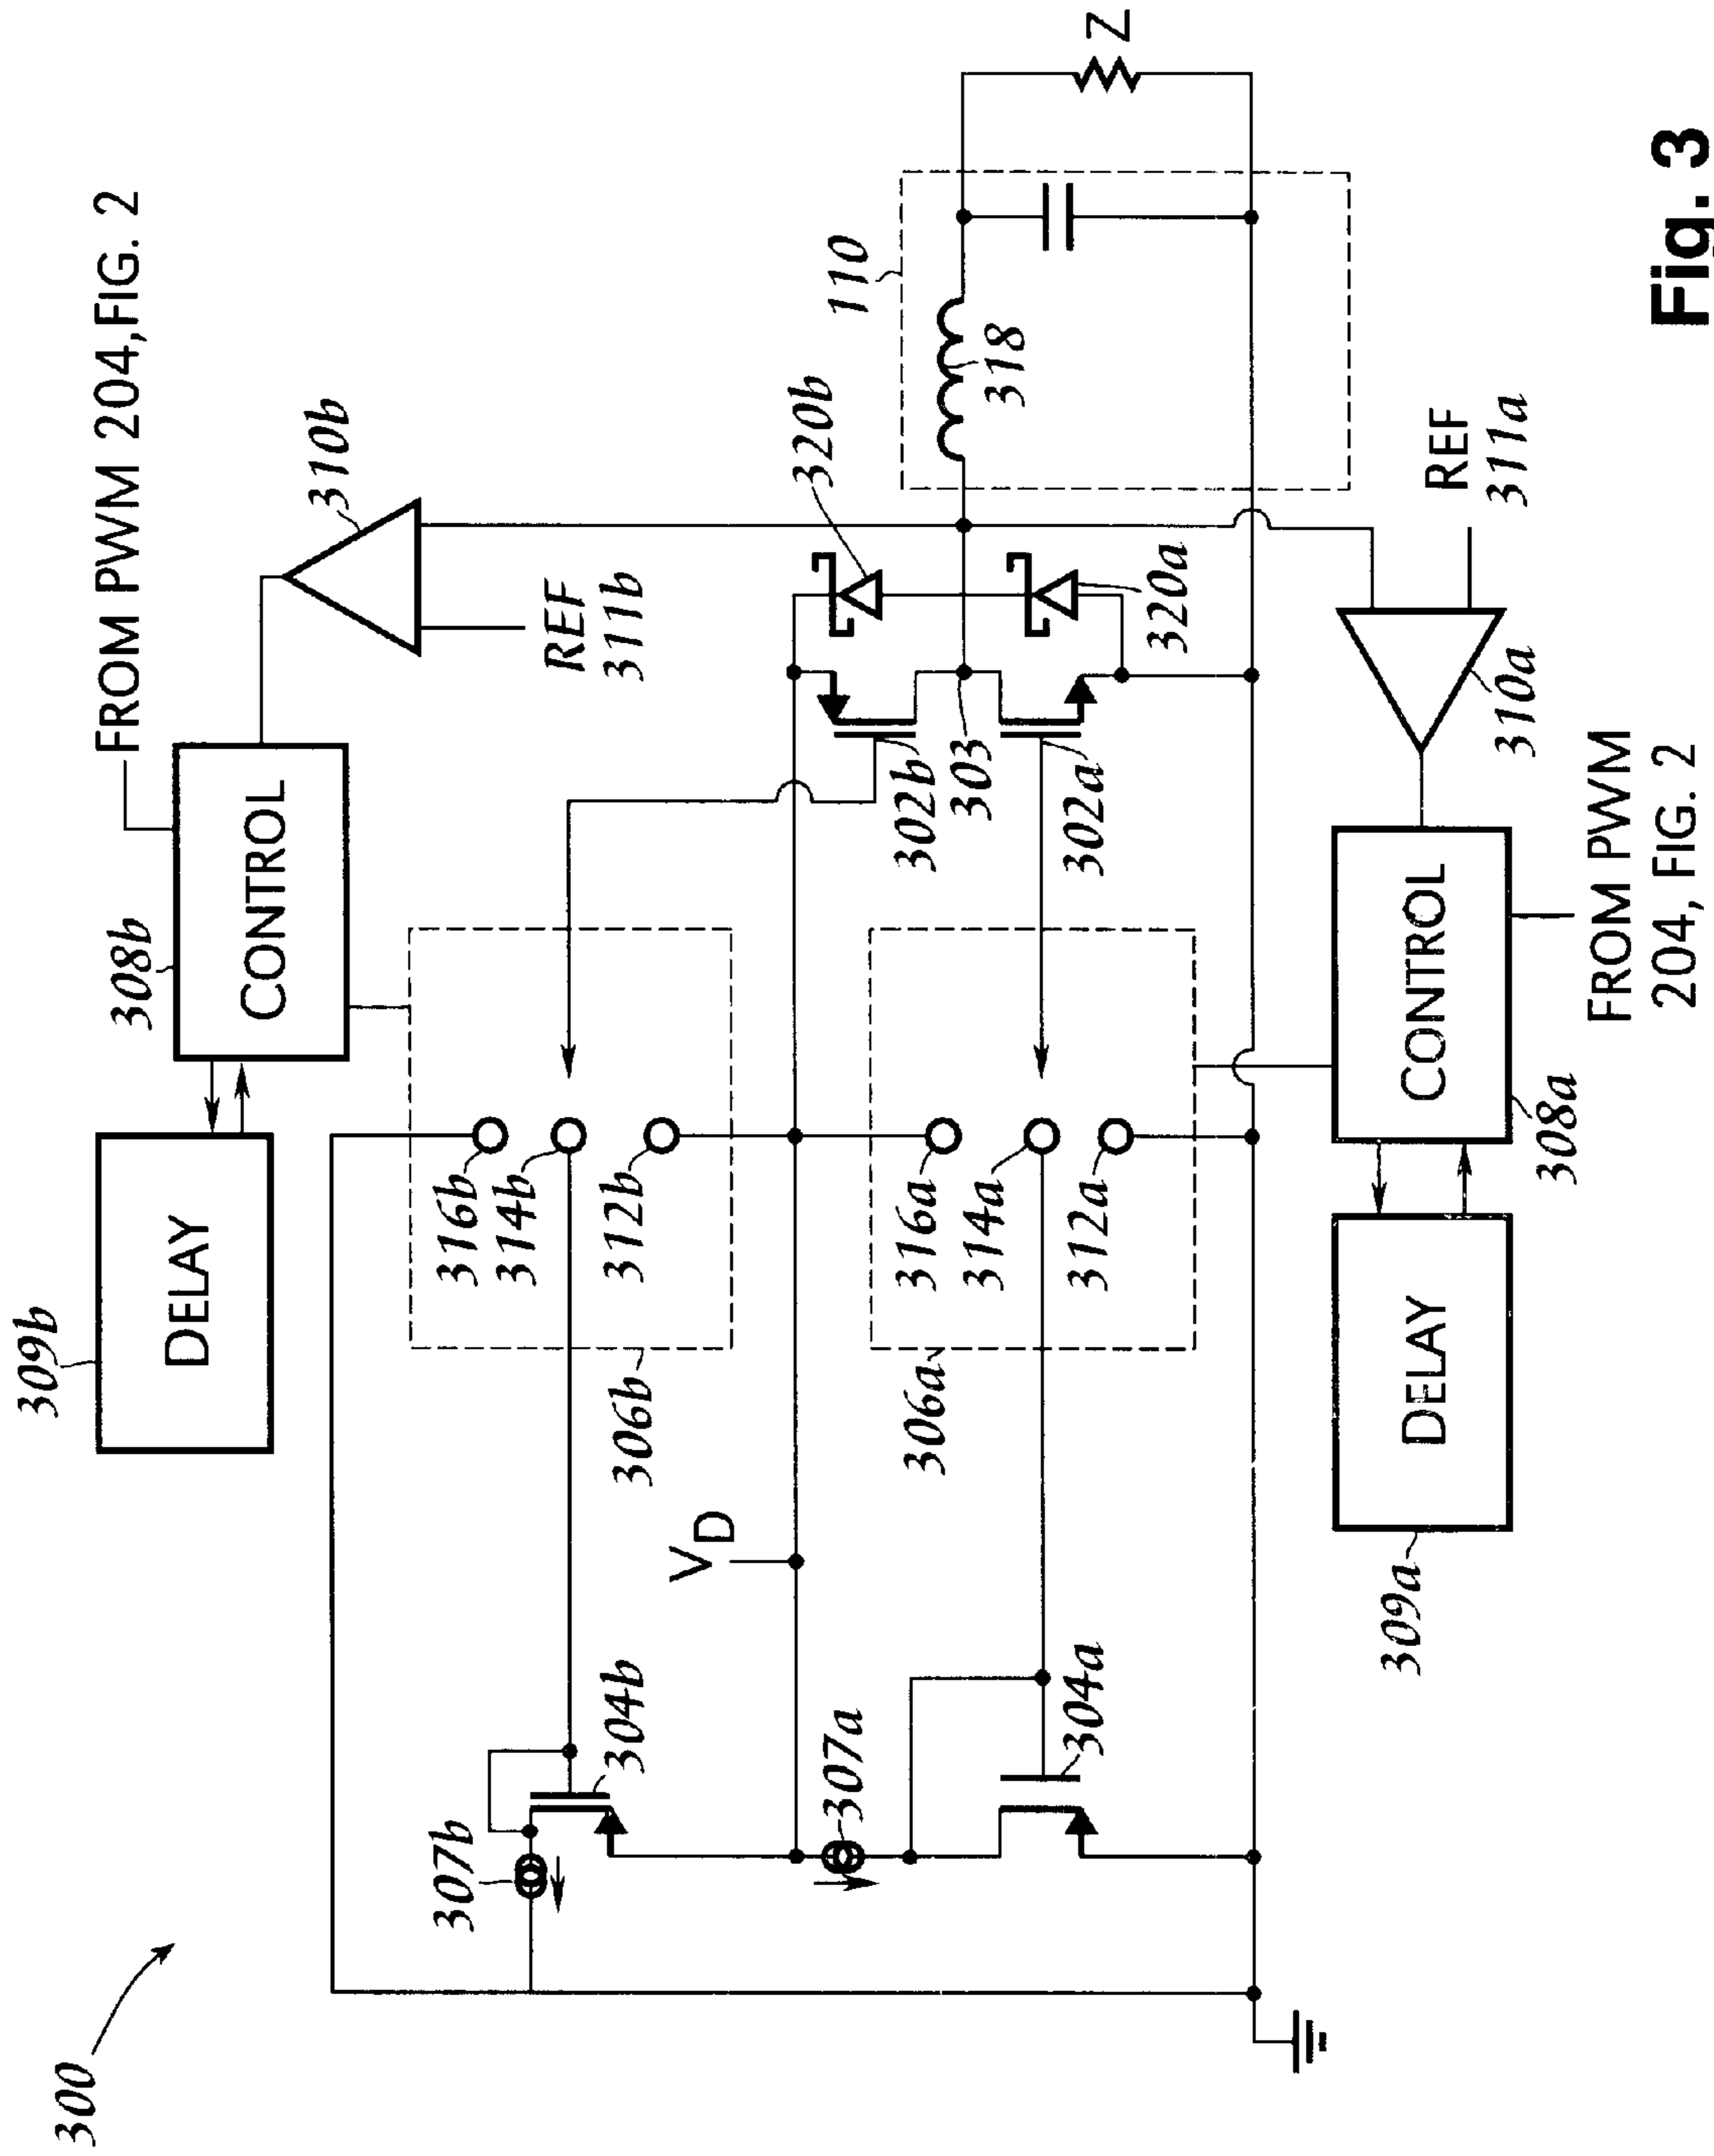 300
309b
DELAY
308b
CONTROL
FROM PWM 204, FIG. 2
310b
REF
311b
307b
304b
306b
316b
314b
312b
VD
307a
304a
306a
316a
314a
312a
302b
303
302a
320b
320a
110
318
Z
309a
DELAY
308a
CONTROL
FROM PWM
204, FIG. 2
310a
REF
311a
Fig. 3